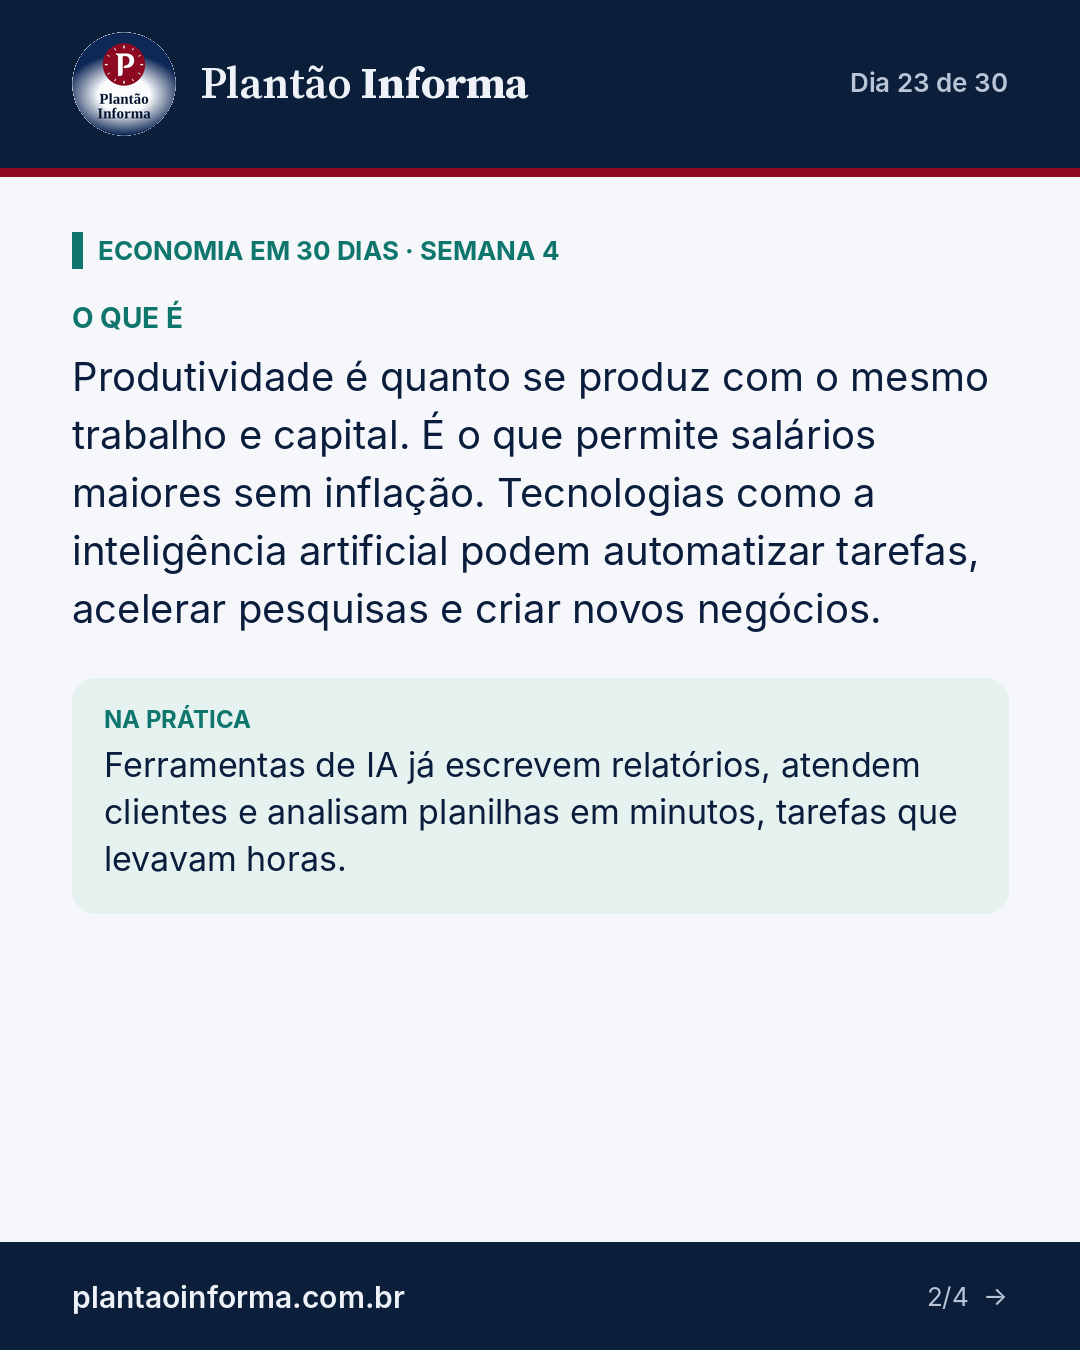 P
Plantão
Informa
Plantão Informa
Dia 23 de 30
ECONOMIA EM 30 DIAS · SEMANA 4
O QUE É
Produtividade é quanto se produz com o mesmo
trabalho e capital. É o que permite salários
maiores sem inflação. Tecnologias como a
inteligência artificial podem automatizar tarefas,
acelerar pesquisas e criar novos negócios.
NA PRÁTICA
Ferramentas de IA já escrevem relatórios, atendem
clientes e analisam planilhas em minutos, tarefas que
levavam horas.
plantaoinforma.com.br
2/4 →